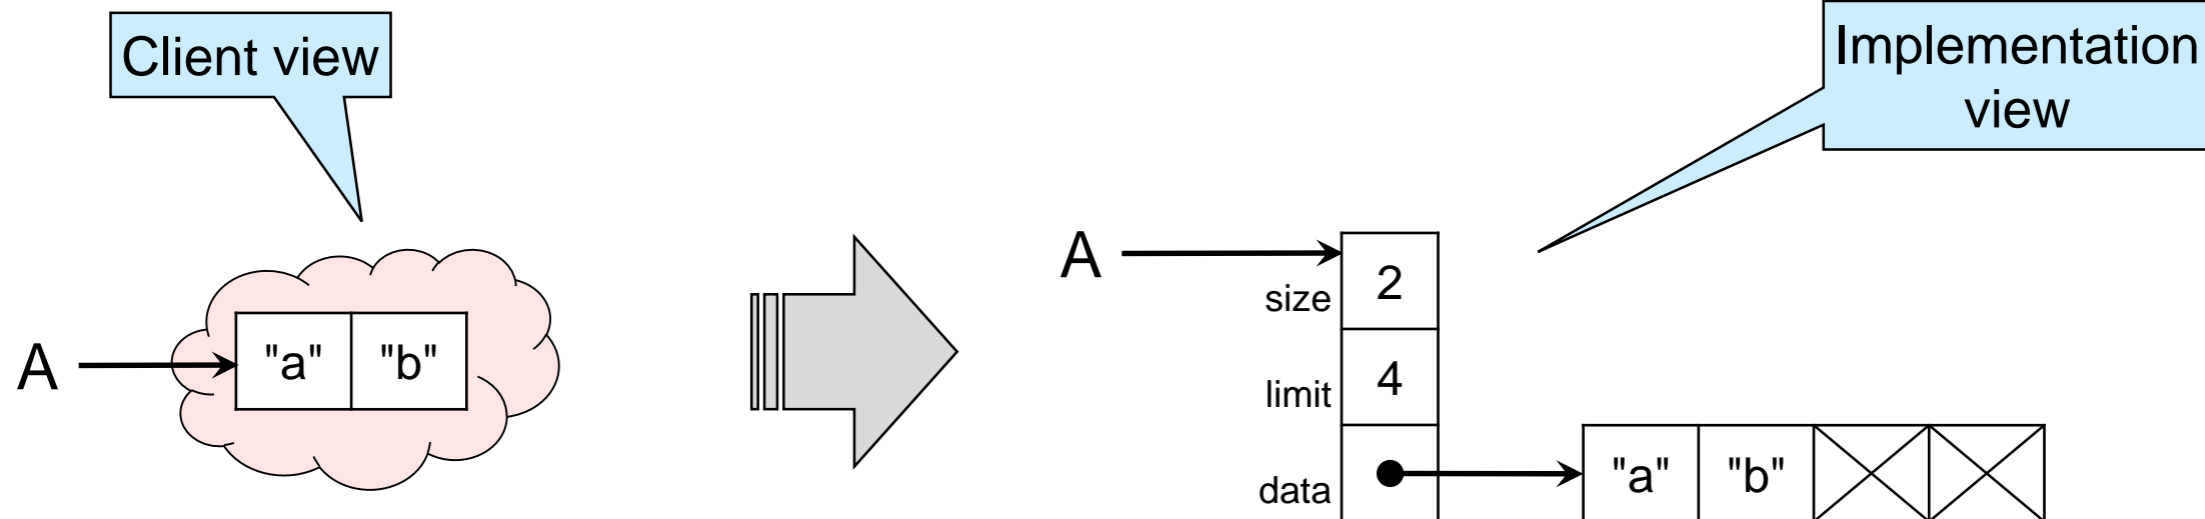 Client view
Implementation
view
A
"a" "b"
A
size 2
limit 4
data
"a" "b"